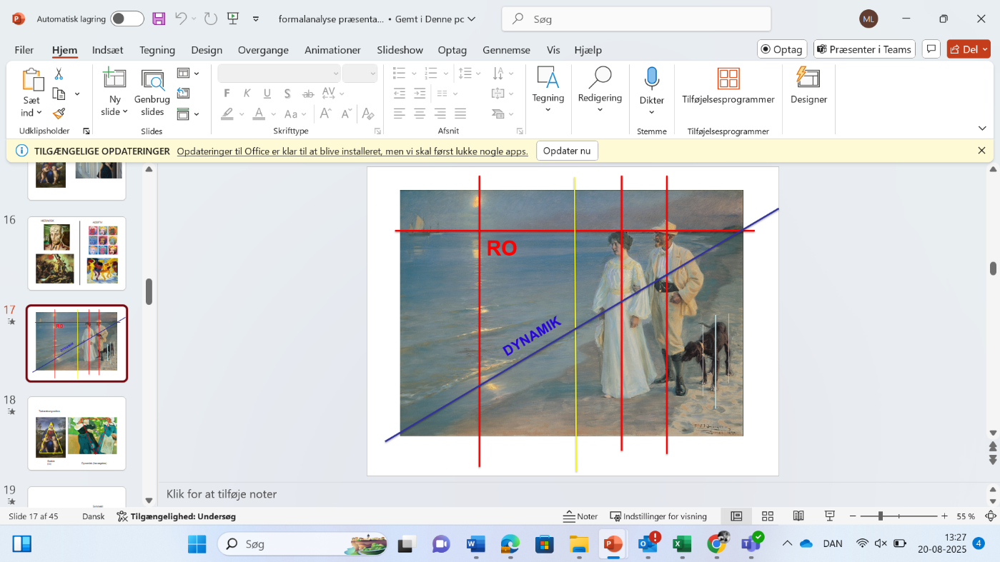 Automatisk lagring
formalanalyse præsenta... • Gemt i Denne pc
Søg
ML
Filer
Hjem
Indsæt
Tegning
Design
Overgange
Animationer
Slideshow
Optag
Gennemse
Vis
Hjælp
Optag
Præsenter i Teams
Del
Sæt
ind
Udklipsholder
Ny
slide
Genbrug
slides
Slides
F K U S ab AV
Aa A A A
Skrifttype
Afsnit
Tegning
Redigering
Dikter
Stemme
Tilføjelsesprogrammer
Tilføjelsesprogrammer
Designer
TILGÆNGELIGE OPDATERINGER Opdateringer til Office er klar til at blive installeret, men vi skal først lukke nogle apps. Opdater nu
16
17
RO
DYNAMIK
18
19
RO
DYNAMIK
Klik for at tilføje noter
Slide 17 af 45
Dansk
Tilgængelighed: Undersøg
Noter
Indstillinger for visning
55 %
Søg
DAN
13:27
20-08-2025
4